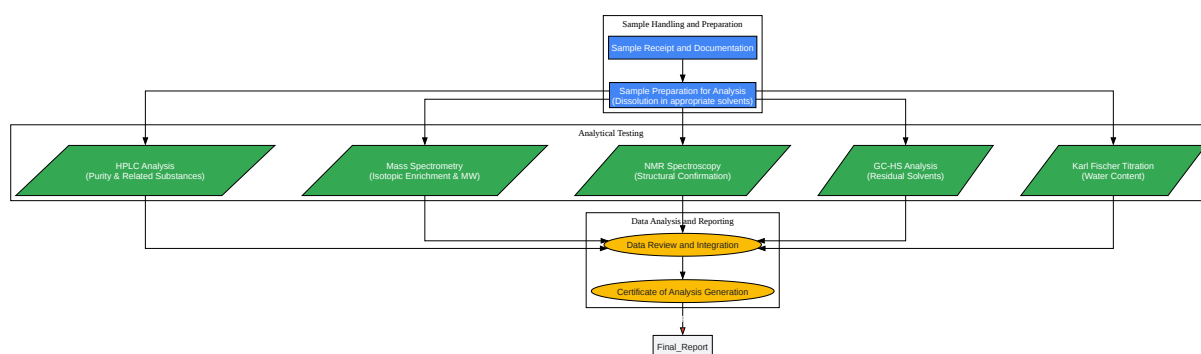 Sample Handling and Preparation
Sample Receipt and Documentation
Sample Preparation for Analysis
(Dissolution in appropriate solvents)
Analytical Testing
HPLC Analysis
(Purity & Related Substances)
Mass Spectrometry
(Isotopic Enrichment & MW)
NMR Spectroscopy
(Structural Confirmation)
GC-HS Analysis
(Residual Solvents)
Karl Fischer Titration
(Water Content)
Data Analysis and Reporting
Data Review and Integration
Certificate of Analysis Generation
Final_Report